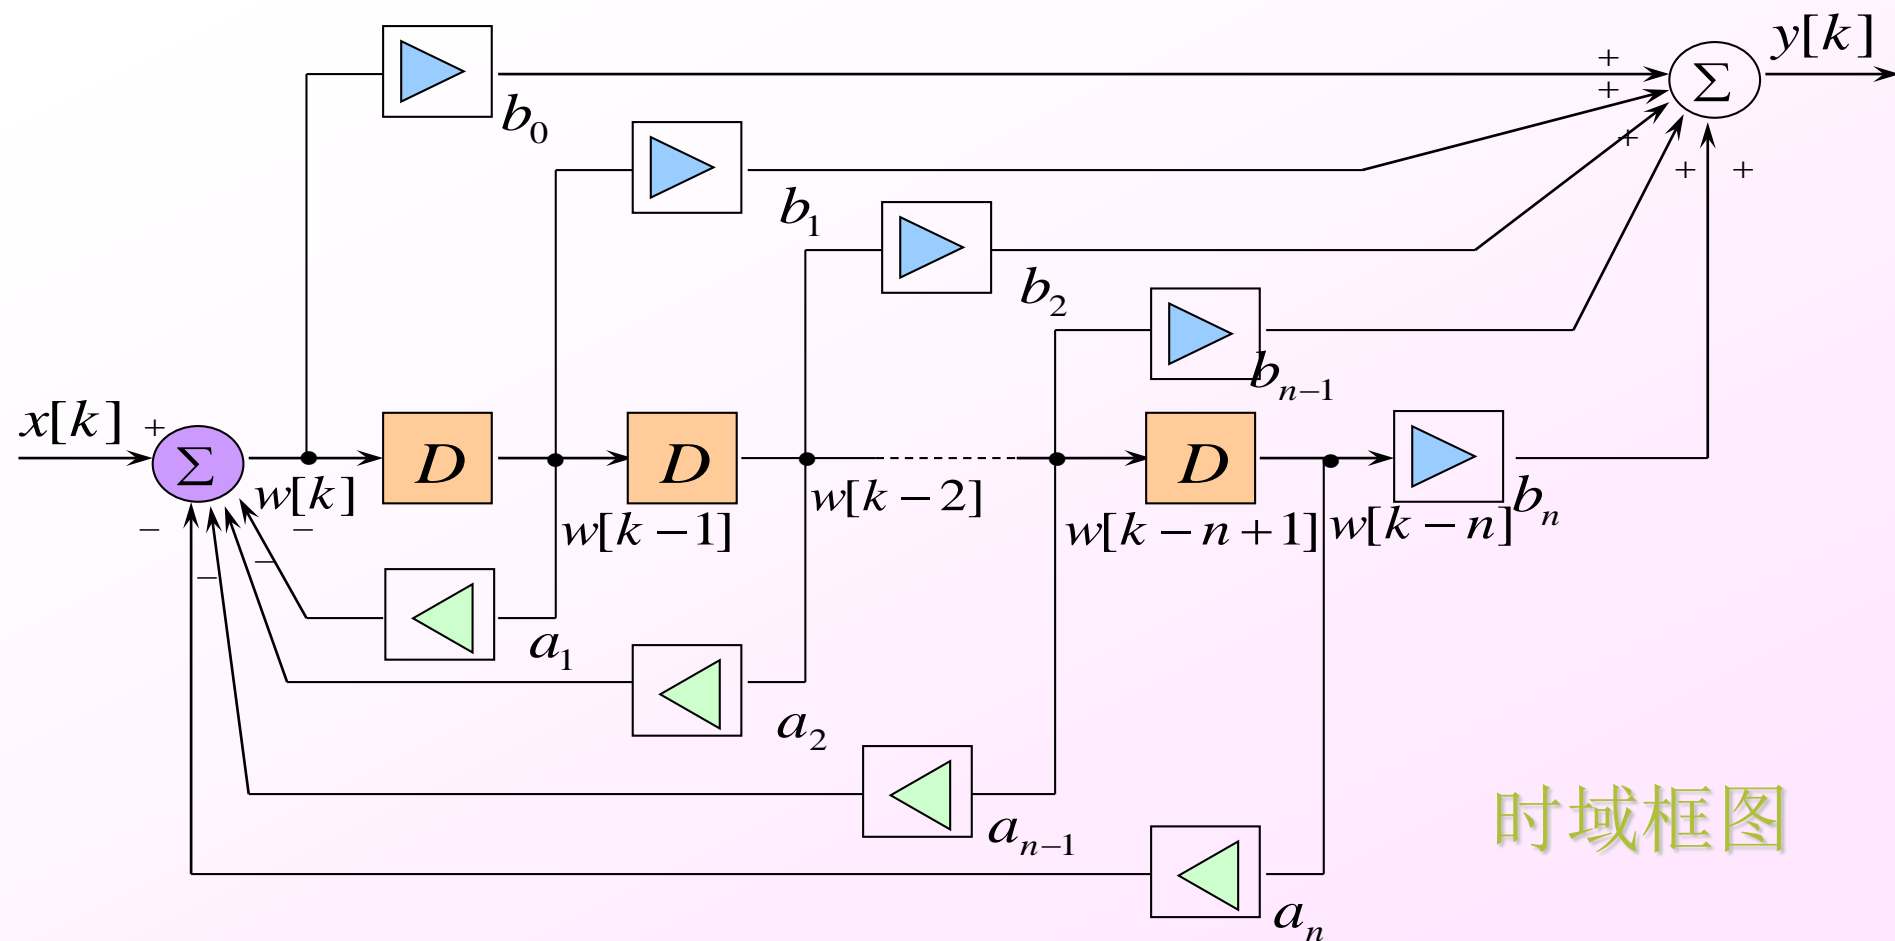 y[k]
+
Σ
+
b₀
+
b₁
+
+
b₂
bₙ₋₁
x[k]
+
Σ
D
D
D
w[k]
w[k−2]
bₙ
−
−
w[k−1]
w[k−n+1]
w[k−n]
−
−
a₁
a₂
aₙ₋₁
时域框图
aₙ